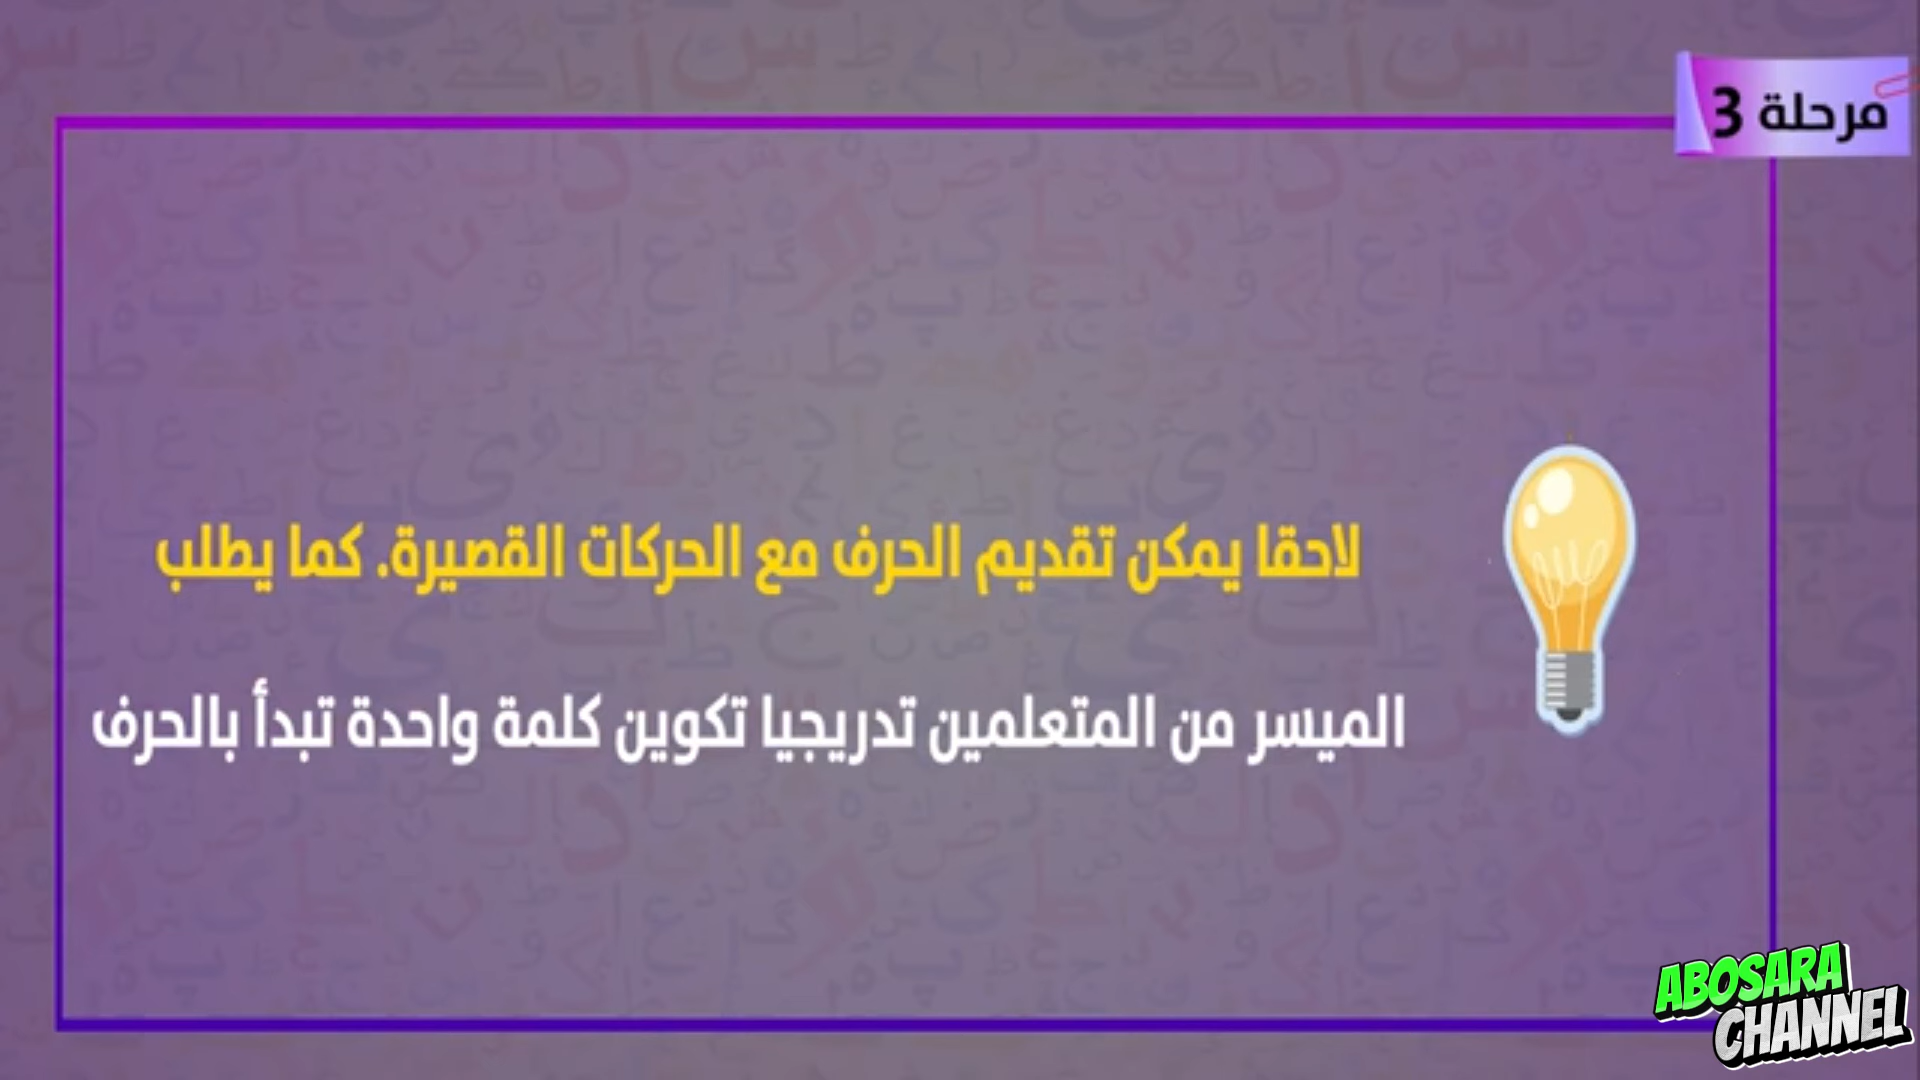 مرحلة 3
لاحقا يمكن تقديم الحرف مع الحركات القصيرة. كما يطلب
الميسر من المتعلمين تدريجيا تكوين كلمة واحدة تبدأ بالحرف
ABOSARA
CHANNEL